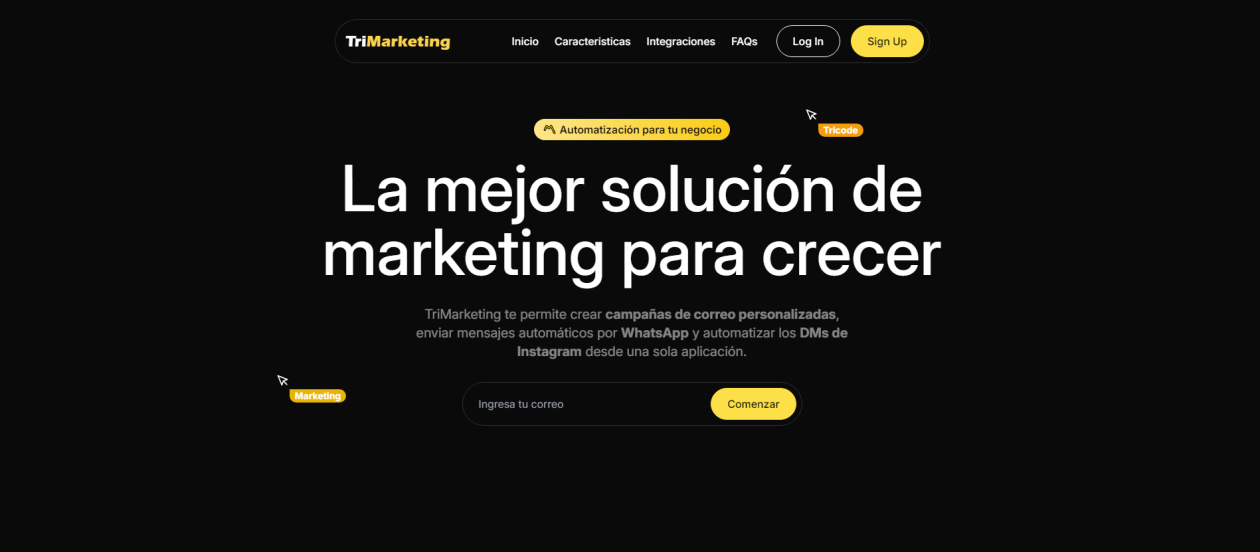 TriMarketing Inicio Caracteristicas Integraciones FAQs Log In Sign Up
Automatización para tu negocio
Tricode
La mejor solución de
marketing para crecer
TriMarketing te permite crear campañas de correo personalizadas,
enviar mensajes automáticos por WhatsApp y automatizar los DMs de
Instagram desde una sola aplicación.
Marketing
Ingresa tu correo Comenzar